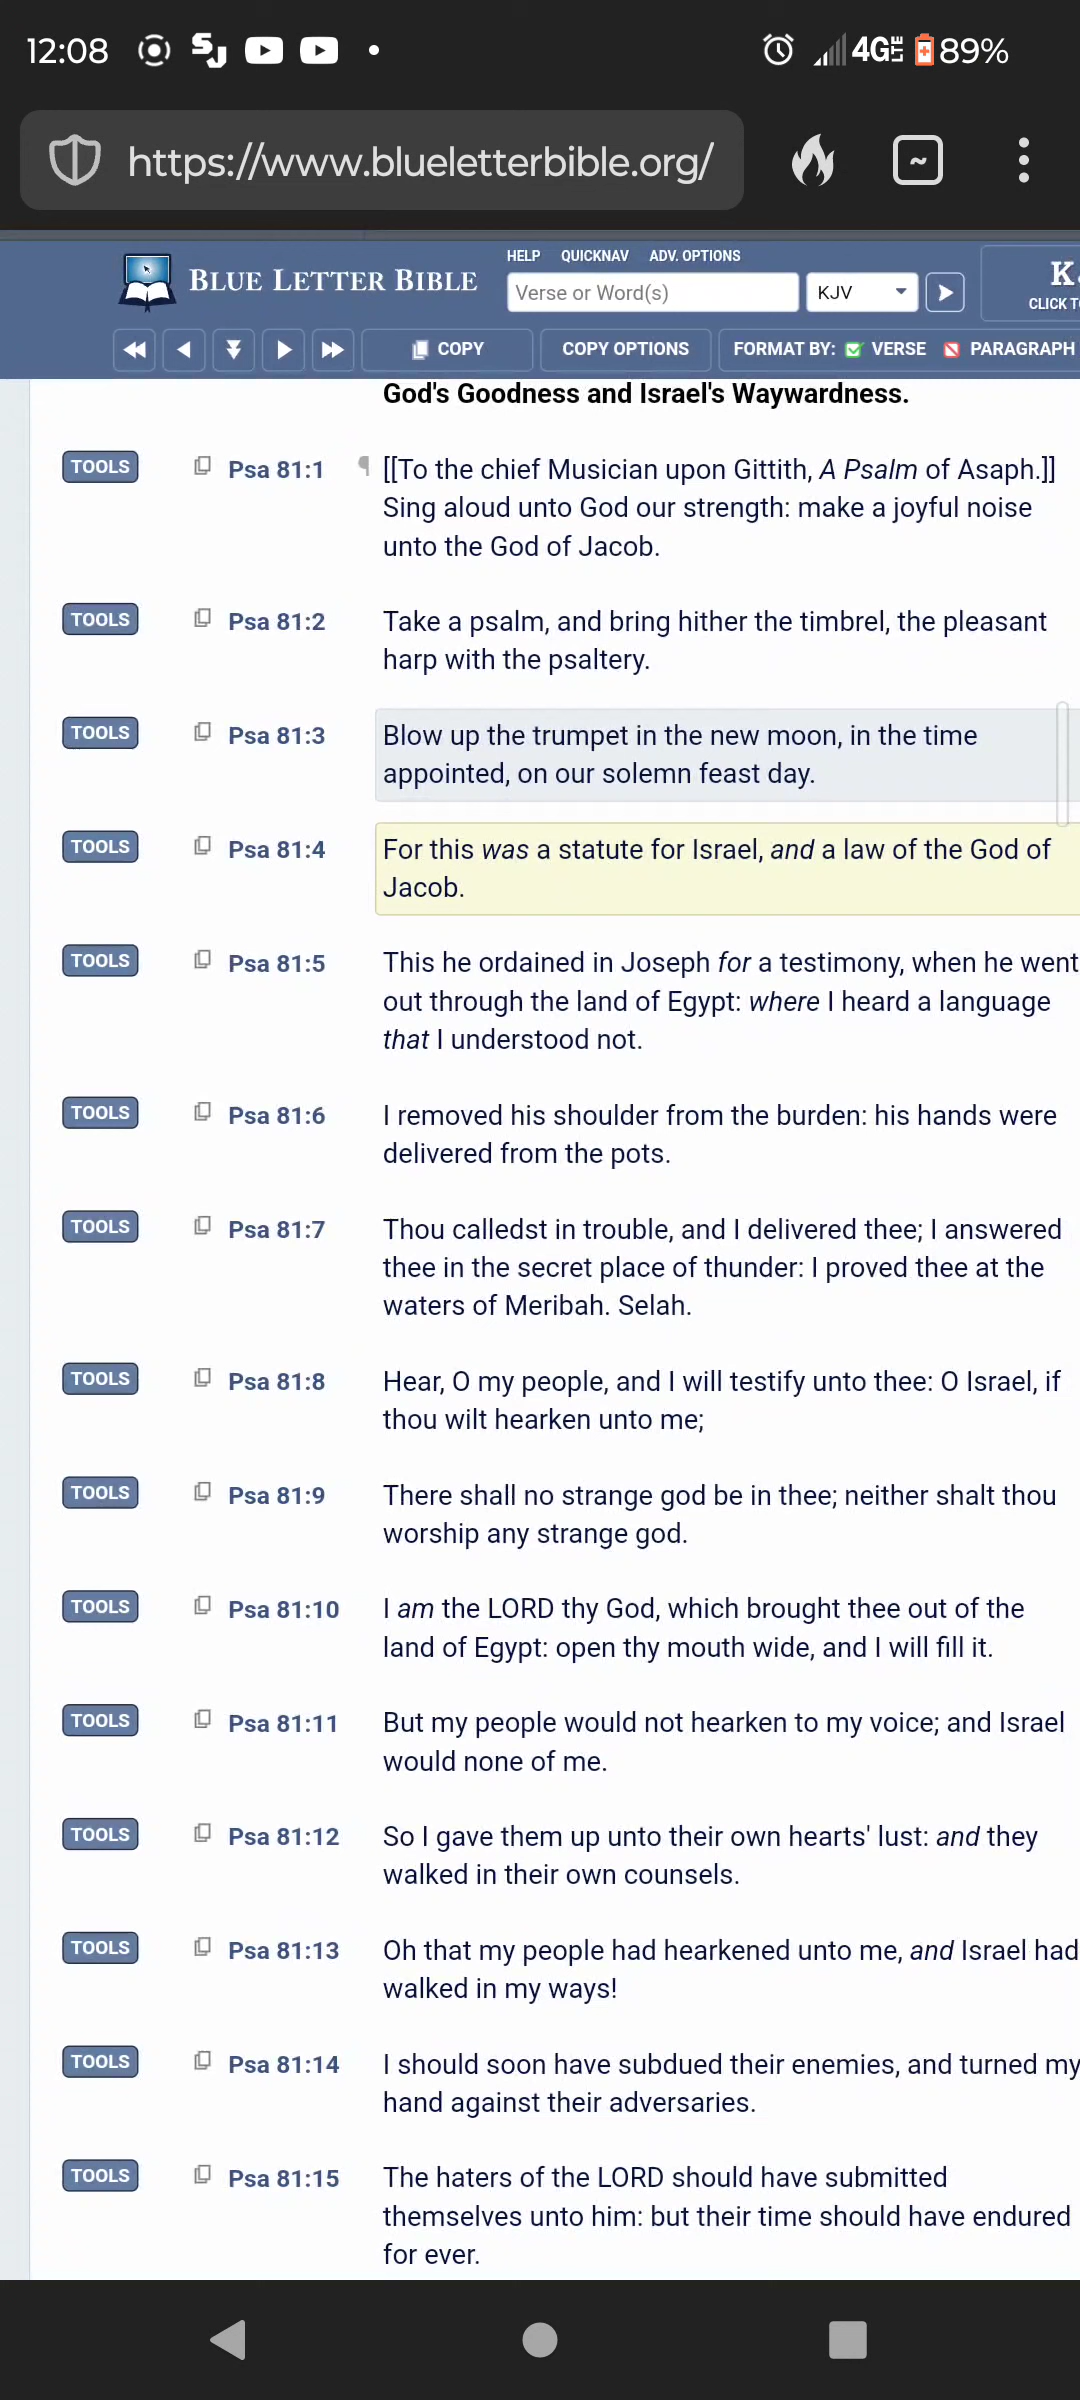 12:08 4G LTE 89%
https://www.blueletterbible.org/
HELP QUICKNAV ADV. OPTIONS
BLUE LETTER BIBLE Verse or Word(s) KJV
CLICK
COPY COPY OPTIONS FORMAT BY: VERSE PARAGRAPH
God's Goodness and Israel's Waywardness.
TOOLS Psa 81:1 ¶ [[To the chief Musician upon Gittith, A Psalm of Asaph.]]
Sing aloud unto God our strength: make a joyful noise
unto the God of Jacob.
TOOLS Psa 81:2 Take a psalm, and bring hither the timbrel, the pleasant
harp with the psaltery.
TOOLS Psa 81:3 Blow up the trumpet in the new moon, in the time
appointed, on our solemn feast day.
TOOLS Psa 81:4 For this was a statute for Israel, and a law of the God of
Jacob.
TOOLS Psa 81:5 This he ordained in Joseph for a testimony, when he went
out through the land of Egypt: where I heard a language
that I understood not.
TOOLS Psa 81:6 I removed his shoulder from the burden: his hands were
delivered from the pots.
TOOLS Psa 81:7 Thou calledst in trouble, and I delivered thee; I answered
thee in the secret place of thunder: I proved thee at the
waters of Meribah. Selah.
TOOLS Psa 81:8 Hear, O my people, and I will testify unto thee: O Israel, if
thou wilt hearken unto me;
TOOLS Psa 81:9 There shall no strange god be in thee; neither shalt thou
worship any strange god.
TOOLS Psa 81:10 I am the LORD thy God, which brought thee out of the
land of Egypt: open thy mouth wide, and I will fill it.
TOOLS Psa 81:11 But my people would not hearken to my voice; and Israel
would none of me.
TOOLS Psa 81:12 So I gave them up unto their own hearts' lust: and they
walked in their own counsels.
TOOLS Psa 81:13 Oh that my people had hearkened unto me, and Israel had
walked in my ways!
TOOLS Psa 81:14 I should soon have subdued their enemies, and turned my
hand against their adversaries.
TOOLS Psa 81:15 The haters of the LORD should have submitted
themselves unto him: but their time should have endured
for ever.